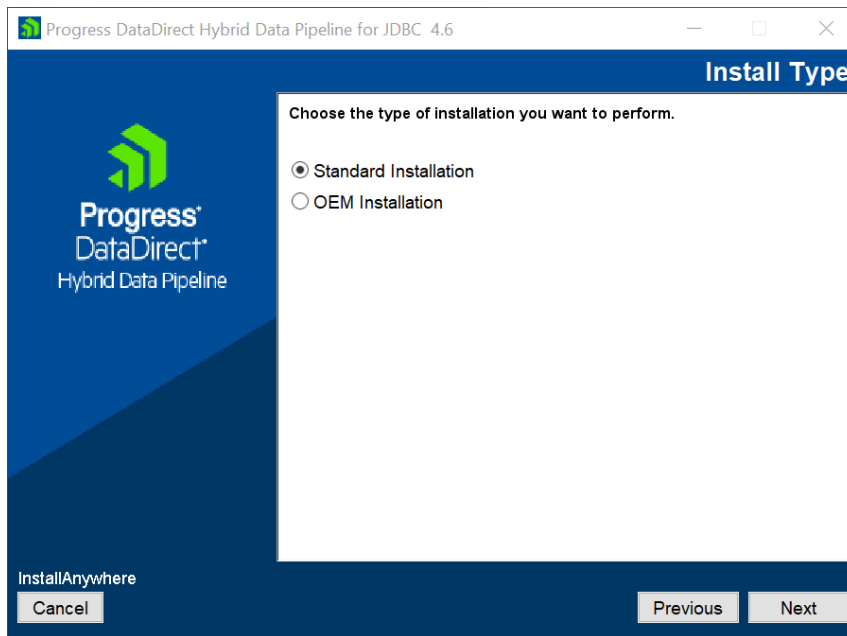 Progress DataDirect Hybrid Data Pipeline for JDBC 4.6
Install Type
Choose the type of installation you want to perform.
Standard Installation
OEM Installation
Progress
DataDirect
Hybrid Data Pipeline
InstallAnywhere
Cancel
Previous
Next